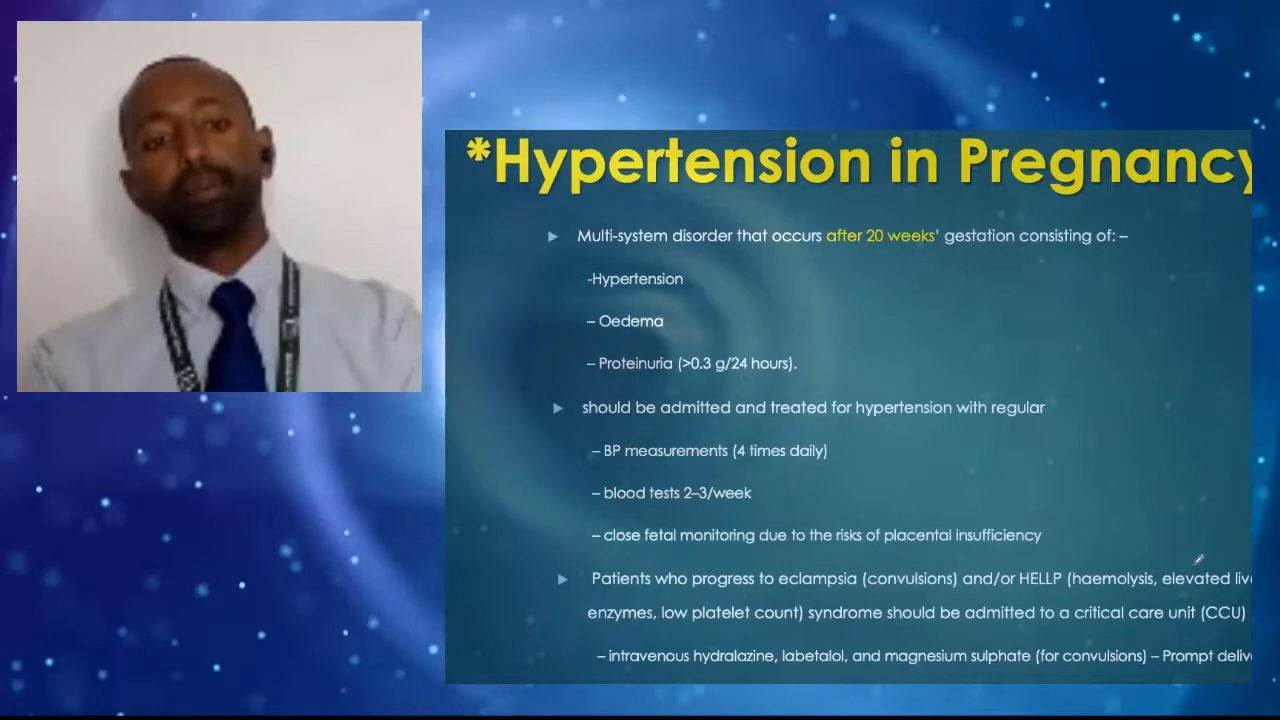 *Hypertension in Pregnancy
Multi-system disorder that occurs after 20 weeks' gestation consisting of: –
-Hypertension
– Oedema
– Proteinuria (>0.3 g/24 hours).
should be admitted and treated for hypertension with regular
– BP measurements (4 times daily)
– blood tests 2–3/week
– close fetal monitoring due to the risks of placental insufficiency
Patients who progress to eclampsia (convulsions) and/or HELLP (haemolysis, elevated
enzymes, low platelet count) syndrome should be admitted to a critical care unit (CCU)
– intravenous hydralazine, labetalol, and magnesium sulphate (for convulsions) – Prompt